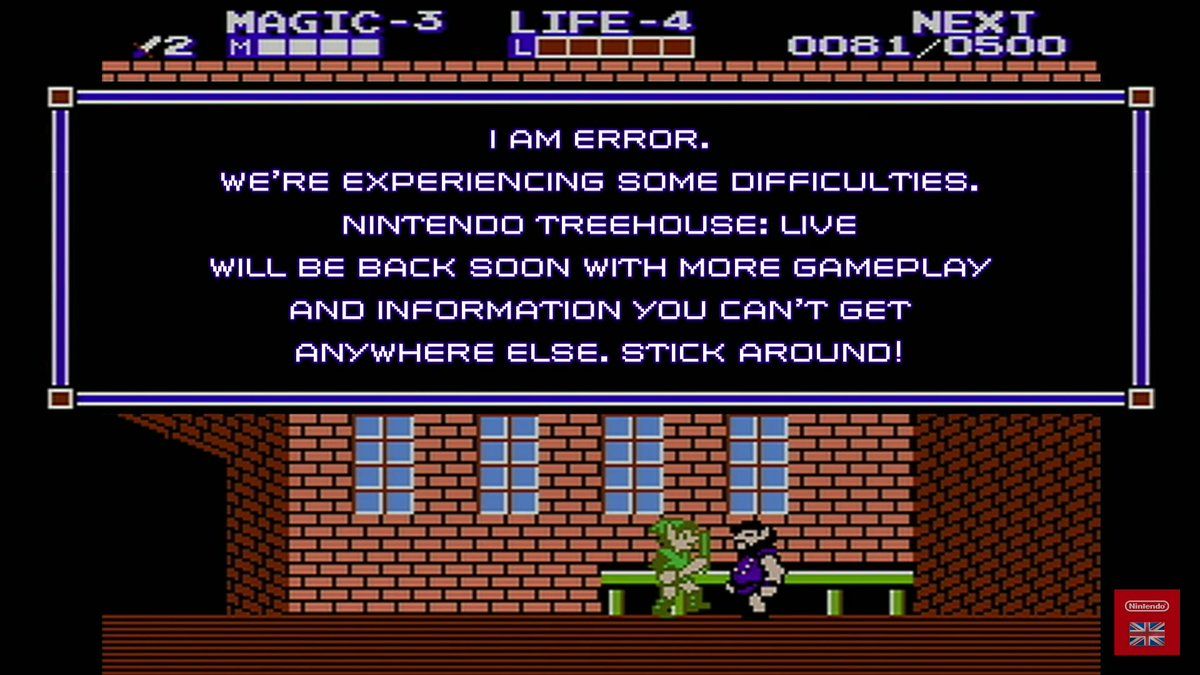 MAGIC-3 LIFE-4 NEXT
2 M L 0081/0500
I AM ERROR.
WE'RE EXPERIENCING SOME DIFFICULTIES.
NINTENDO TREEHOUSE: LIVE
WILL BE BACK SOON WITH MORE GAMEPLAY
AND INFORMATION YOU CAN'T GET
ANYWHERE ELSE. STICK AROUND!
Nintendo